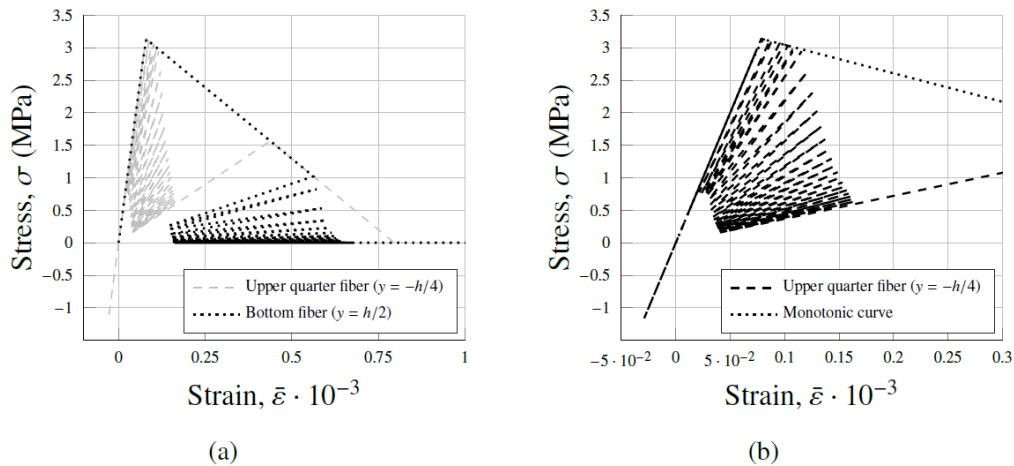 3.5
3
2.5
2
1.5
1
0.5
0
−0.5
−1
Stress, σ (MPa)
0
0.25
0.5
0.75
1
Strain, ε̄ · 10⁻³
Upper quarter fiber (y = −h/4)
Bottom fiber (y = h/2)
(a)
3.5
3
2.5
2
1.5
1
0.5
0
−0.5
−1
Stress, σ (MPa)
−5 · 10⁻²
0
5 · 10⁻²
0.1
0.15
0.2
0.25
0.3
Strain, ε̄ · 10⁻³
Upper quarter fiber (y = −h/4)
Monotonic curve
(b)